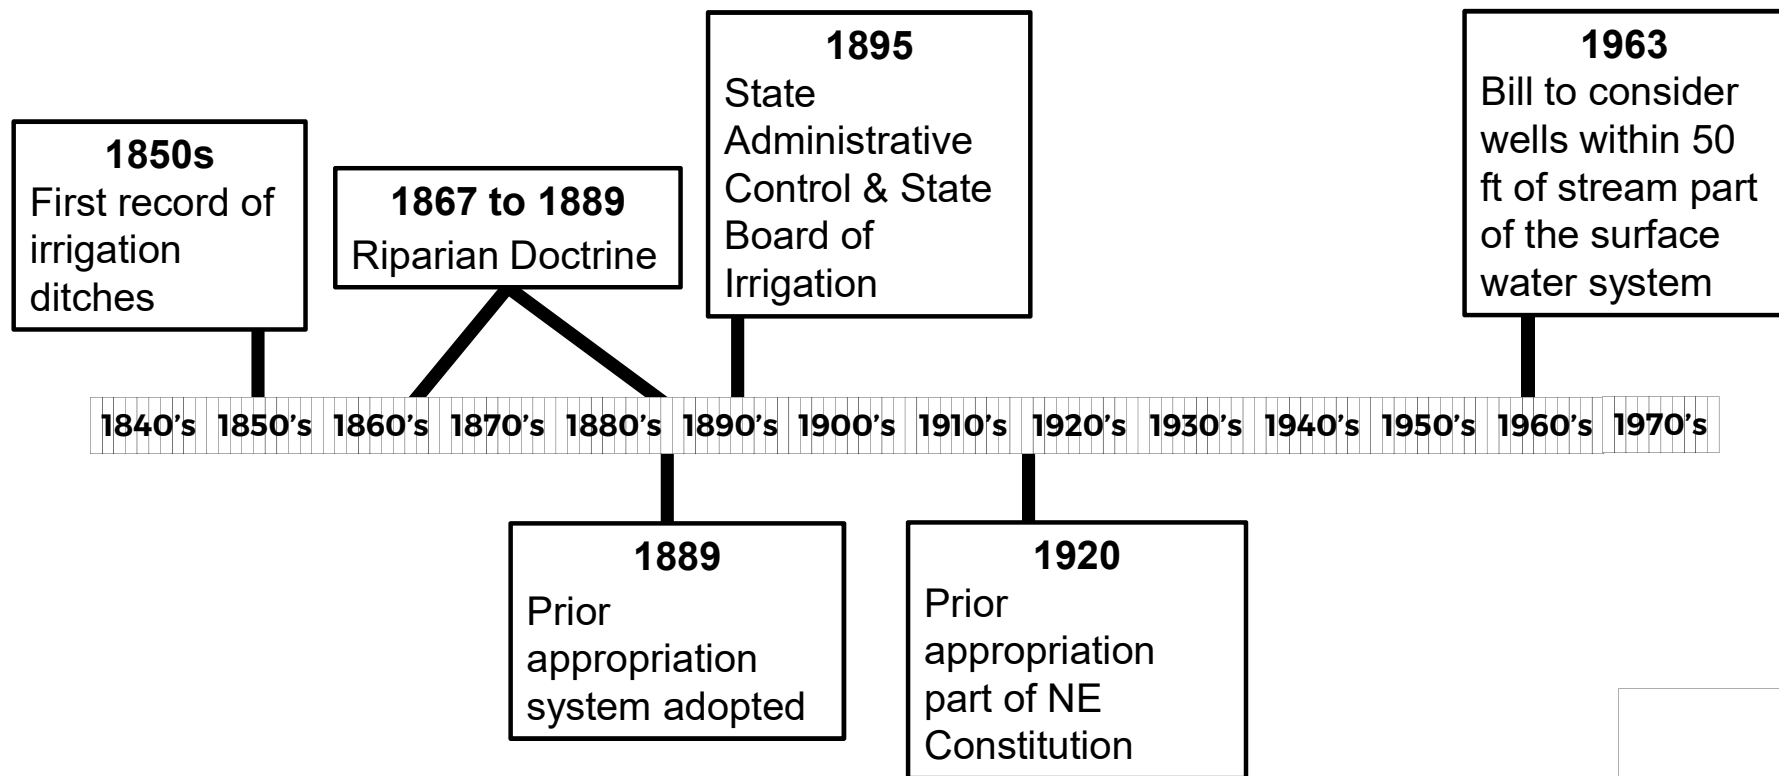 1850s
First record of
irrigation
ditches
1867 to 1889
Riparian Doctrine
1895
State
Administrative
Control & State
Board of
Irrigation
1963
Bill to consider
wells within 50
ft of stream part
of the surface
water system
1840's 1850's 1860's 1870's 1880's 1890's 1900's 1910's 1920's 1930's 1940's 1950's 1960's 1970's
1889
Prior
appropriation
system adopted
1920
Prior
appropriation
part of NE
Constitution